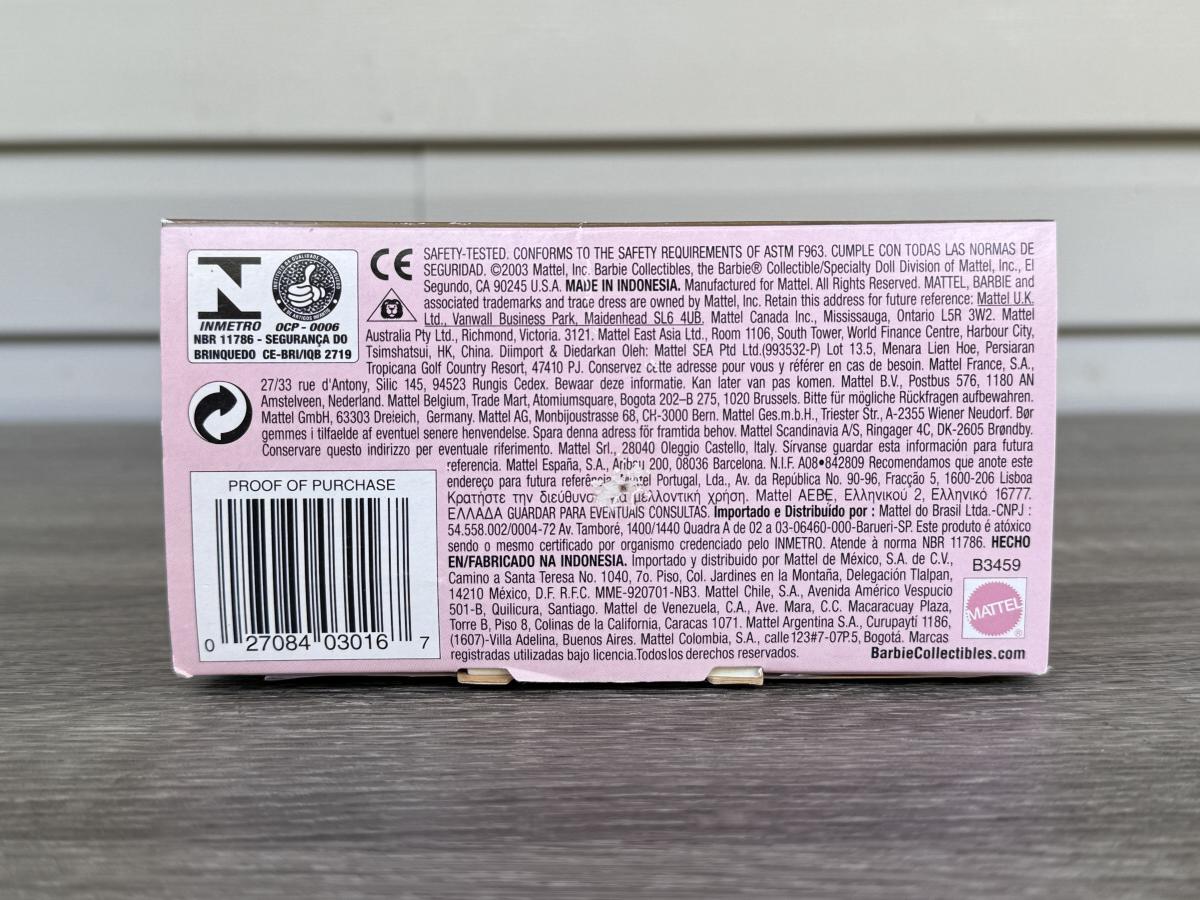 INMETRO OCP - 0006
NBR 11786 - SEGURANÇA DO
BRINQUEDO CE-BRI/IQB 2719
CE SAFETY-TESTED. CONFORMS TO THE SAFETY REQUIREMENTS OF ASTM F963. CUMPLE CON TODAS LAS NORMAS DE
SEGURIDAD. ©2003 Mattel, Inc. Barbie Collectibles, the Barbie® Collectible/Specialty Doll Division of Mattel, Inc., El
Segundo, CA 90245 U.S.A. MADE IN INDONESIA. Manufactured for Mattel. All Rights Reserved. MATTEL, BARBIE and
associated trademarks and trade dress are owned by Mattel, Inc. Retain this address for future reference: Mattel U.K.
Ltd., Vanwall Business Park, Maidenhead SL6 4UB. Mattel Canada Inc., Mississauga, Ontario L5R 3W2. Mattel
Australia Pty Ltd., Richmond, Victoria. 3121. Mattel East Asia Ltd., Room 1106, South Tower, World Finance Centre, Harbour City,
Tsimshatsui, HK, China. Diimport & Diedarkan Oleh: Mattel SEA Ptd Ltd.(993532-P) Lot 13.5, Menara Lien Hoe, Persiaran
Tropicana Golf Country Resort, 47410 PJ. Conservez cette adresse pour vous y référer en cas de besoin. Mattel France, S.A.,
27/33 rue d'Antony, Silic 145, 94523 Rungis Cedex. Bewaar deze informatie. Kan later van pas komen. Mattel B.V., Postbus 576, 1180 AN
Amstelveen, Nederland. Mattel Belgium, Trade Mart, Atomiumsquare, Bogota 202–B 275, 1020 Brussels. Bitte für mögliche Rückfragen aufbewahren.
Mattel GmbH, 63303 Dreieich, Germany. Mattel AG, Monbijoustrasse 68, CH-3000 Bern. Mattel Ges.m.b.H., Triester Str., A-2355 Wiener Neudorf. Bør
gemmes i tilfaelde af eventuel senere henvendelse. Spara denna adress för framtida behov. Mattel Scandinavia A/S, Ringager 4C, DK-2605 Brøndby.
Conservare questo indirizzo per eventuale riferimento. Mattel Srl., 28040 Oleggio Castello, Italy. Sírvanse guardar esta información para futura
referencia. Mattel España, S.A., Aribau 200, 08036 Barcelona. N.I.F. A08•842809 Recomendamos que anote este
endereço para futura referência. Mattel Portugal, Lda., Av. da República No. 90-96, Fracção 5, 1600-206 Lisboa
Κρατήστε την διεύθυνση μελλοντική χρήση. Mattel ΑΕΒΕ, Ελληνικού 2, Ελληνικό 16777.
ΕΛΛΑΔΑ GUARDAR PARA EVENTUAIS CONSULTAS. Importado e Distribuído por : Mattel do Brasil Ltda.-CNPJ :
54.558.002/0004-72 Av. Tamboré, 1400/1440 Quadra A de 02 a 03-06460-000-Barueri-SP. Este produto é atóxico
sendo o mesmo certificado por organismo credenciado pelo INMETRO. Atende à norma NBR 11786. HECHO
EN/FABRICADO NA INDONESIA. Importado y distribuido por Mattel de México, S.A. de C.V.,
Camino a Santa Teresa No. 1040, 7o. Piso, Col. Jardines en la Montaña, Delegación Tlalpan,
14210 México, D.F. R.F.C. MME-920701-NB3. Mattel Chile, S.A., Avenida Américo Vespucio
501-B, Quilicura, Santiago. Mattel de Venezuela, C.A., Ave. Mara, C.C. Macaracuay Plaza,
Torre B, Piso 8, Colinas de la California, Caracas 1071. Mattel Argentina S.A., Curupaytí 1186,
(1607)-Villa Adelina, Buenos Aires. Mattel Colombia, S.A., calle 123#7-07P.5, Bogotá. Marcas
registradas utilizadas bajo licencia.Todos los derechos reservados.
PROOF OF PURCHASE
0 27084 03016 7
B3459
MATTEL®
BarbieCollectibles.com